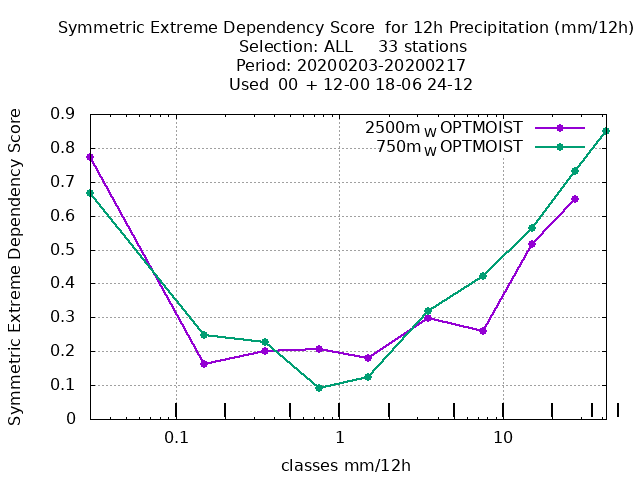 Symmetric Extreme Dependency Score  for 12h Precipitation (mm/12h)
Selection: ALL     33 stations
Period: 20200203-20200217
Used  00  + 12-00 18-06 24-12
Symmetric Extreme Dependency Score
0.9
0.8
0.7
0.6
0.5
0.4
0.3
0.2
0.1
0
2500m W OPTMOIST
750m W OPTMOIST
0.1
1
10
classes mm/12h